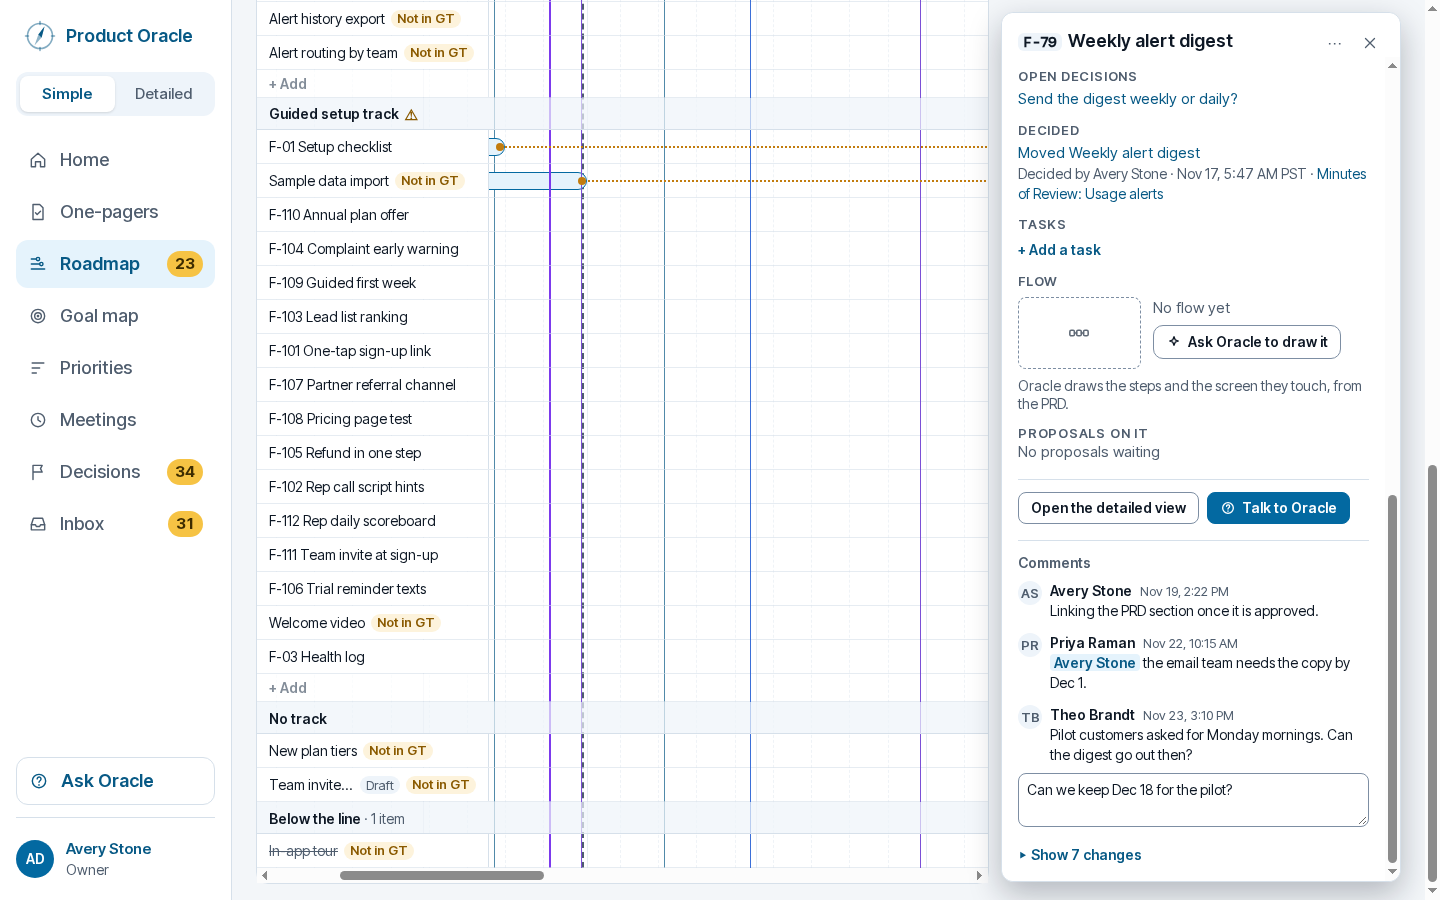 Product Oracle
Simple
Detailed
Home
One-pagers
Roadmap 23
Goal map
Priorities
Meetings
Decisions 34
Inbox 31
Ask Oracle
AD
Avery Stone
Owner
Alert history export Not in GT
Alert routing by team Not in GT
+ Add
Guided setup track
F-01 Setup checklist
Sample data import Not in GT
F-110 Annual plan offer
F-104 Complaint early warning
F-109 Guided first week
F-103 Lead list ranking
F-101 One-tap sign-up link
F-107 Partner referral channel
F-108 Pricing page test
F-105 Refund in one step
F-102 Rep call script hints
F-112 Rep daily scoreboard
F-111 Team invite at sign-up
F-106 Trial reminder texts
Welcome video Not in GT
F-03 Health log
+ Add
No track
New plan tiers Not in GT
Team invite... Draft Not in GT
Below the line · 1 item
In-app tour Not in GT
F-79 Weekly alert digest
OPEN DECISIONS
Send the digest weekly or daily?
DECIDED
Moved Weekly alert digest
Decided by Avery Stone · Nov 17, 5:47 AM PST · Minutes
of Review: Usage alerts
TASKS
+ Add a task
FLOW
No flow yet
Ask Oracle to draw it
Oracle draws the steps and the screen they touch, from
the PRD.
PROPOSALS ON IT
No proposals waiting
Open the detailed view
Talk to Oracle
Comments
AS Avery Stone Nov 19, 2:22 PM
Linking the PRD section once it is approved.
PR Priya Raman Nov 22, 10:15 AM
Avery Stone the email team needs the copy by
Dec 1.
TB Theo Brandt Nov 23, 3:10 PM
Pilot customers asked for Monday mornings. Can
the digest go out then?
Can we keep Dec 18 for the pilot?
Show 7 changes